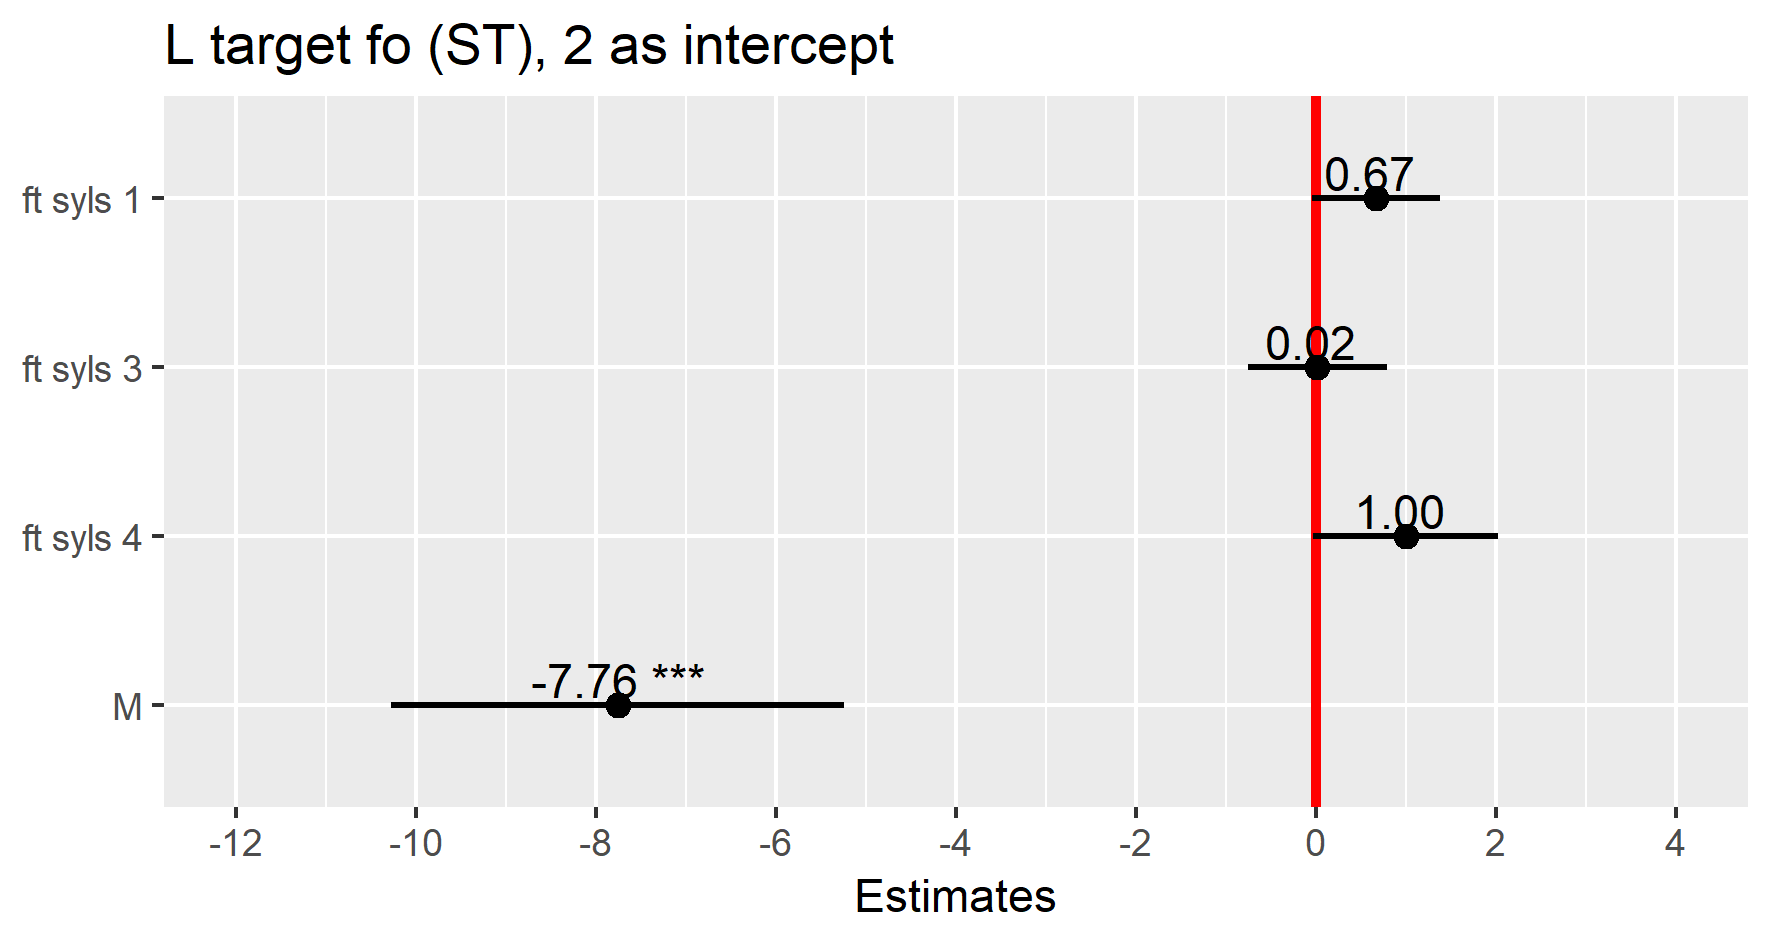 L target fo (ST), 2 as intercept
ft syls 1
0.67
ft syls 3
0.02
ft syls 4
1.00
M
-7.76 ***
-12 -10 -8 -6 -4 -2 0 2 4
Estimates